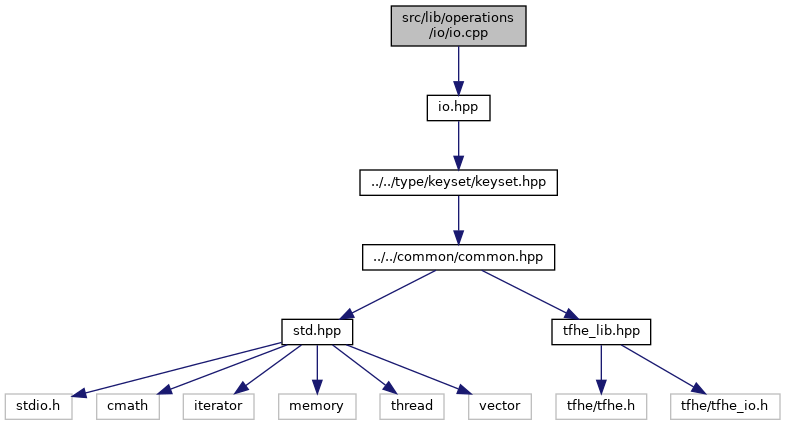 src/lib/operations
/io/io.cpp
io.hpp
../../type/keyset/keyset.hpp
../../common/common.hpp
std.hpp
tfhe_lib.hpp
stdio.h
cmath
iterator
memory
thread
vector
tfhe/tfhe.h
tfhe/tfhe_io.h